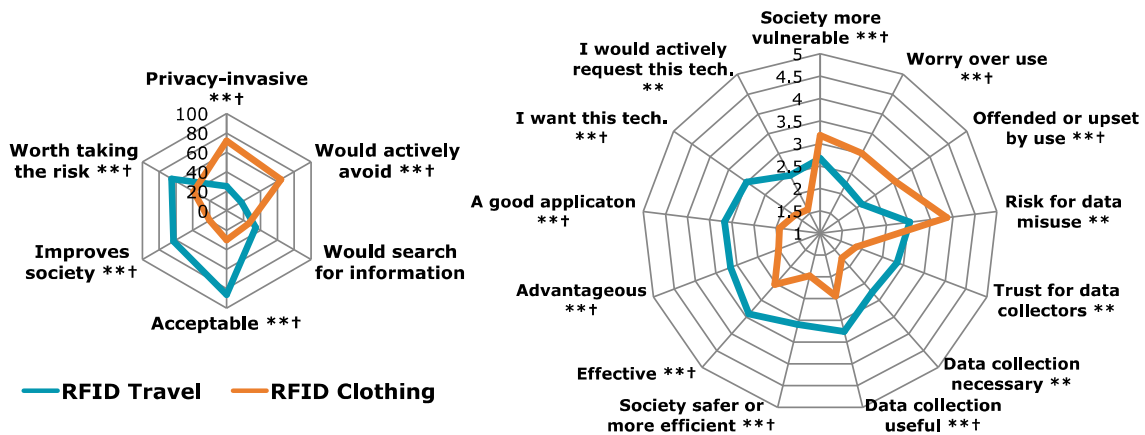 Privacy-invasive
**†
100
80
60
40
20
0
Would actively
avoid **†
Would search
for information
Acceptable **†
Improves
society **†
Worth taking
the risk **†
RFID Travel
RFID Clothing
Society more
vulnerable **†
5
4.5
4
3.5
3
2.5
2
1.5
1
Worry over use
**†
Offended or upset
by use **†
Risk for data
misuse **
Trust for data
collectors **
Data collection
necessary **
Data collection
useful **†
Society safer or
more efficient **†
Effective **†
Advantageous
**†
A good applicaton
**†
I want this tech.
**†
I would actively
request this tech.
**